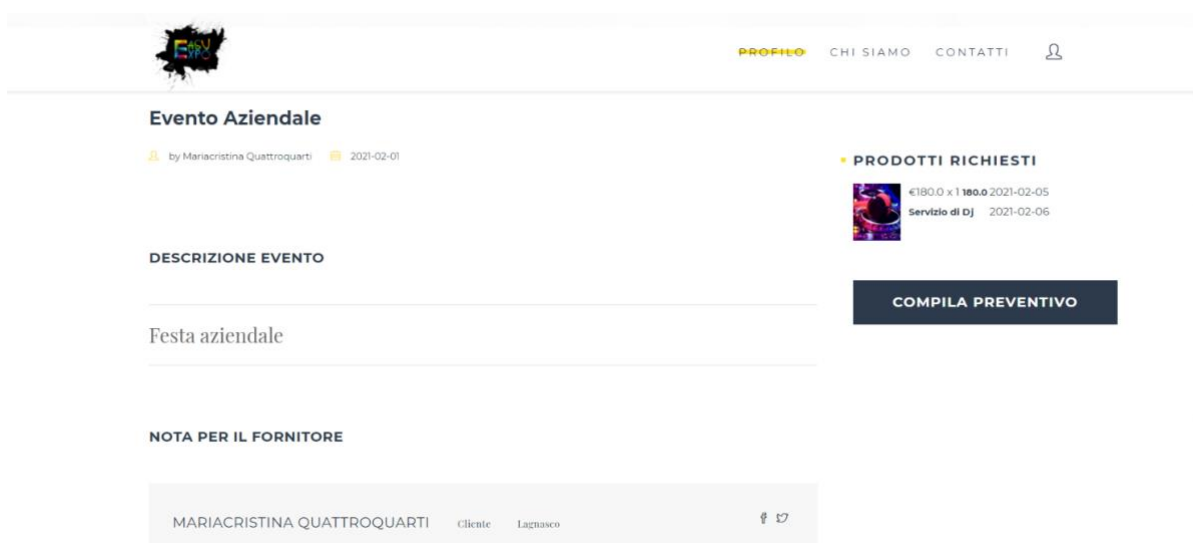 EASY
EXPO
PROFILO CHI SIAMO CONTATTI
Evento Aziendale
by Mariacristina Quattroquarti 2021-02-01
DESCRIZIONE EVENTO
Festa aziendale
NOTA PER IL FORNITORE
MARIACRISTINA QUATTROQUARTI Cliente Lagnasco
PRODOTTI RICHIESTI
€180.0 x 1 180.0 2021-02-05
Servizio di Dj 2021-02-06
COMPILA PREVENTIVO